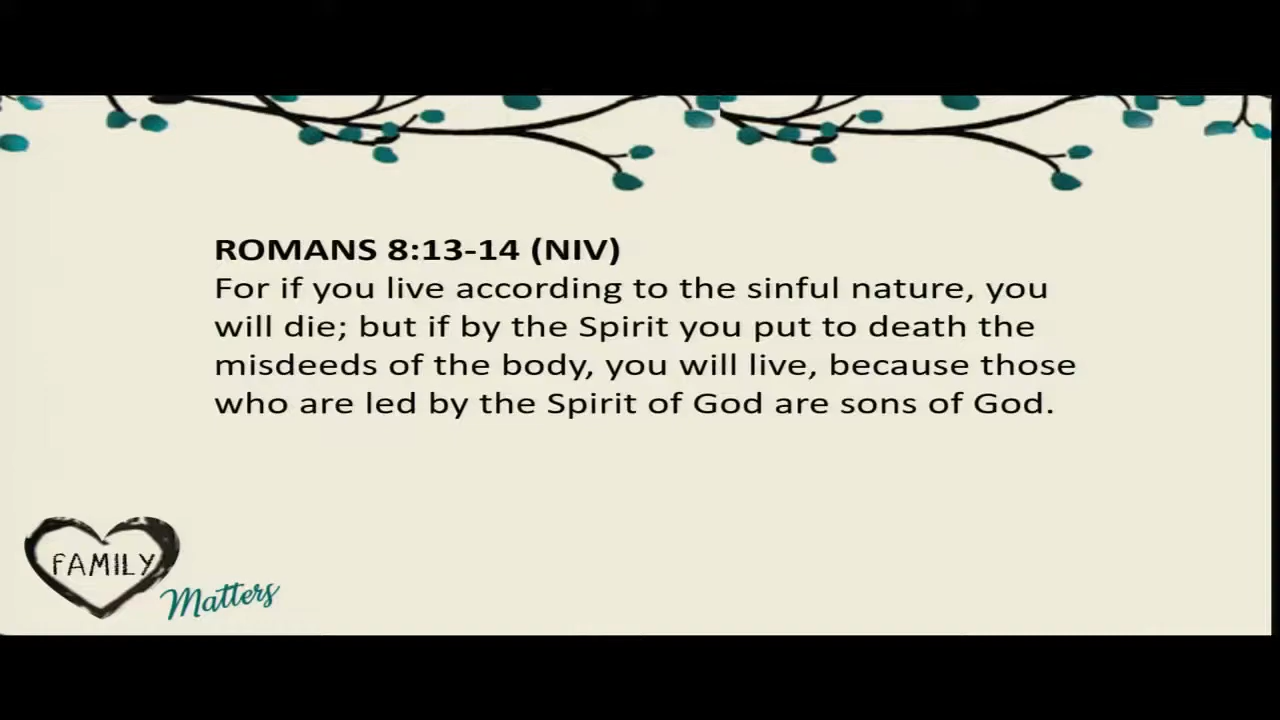 ROMANS 8:13-14 (NIV)
For if you live according to the sinful nature, you
will die; but if by the Spirit you put to death the
misdeeds of the body, you will live, because those
who are led by the Spirit of God are sons of God.
FAMILY
Matters